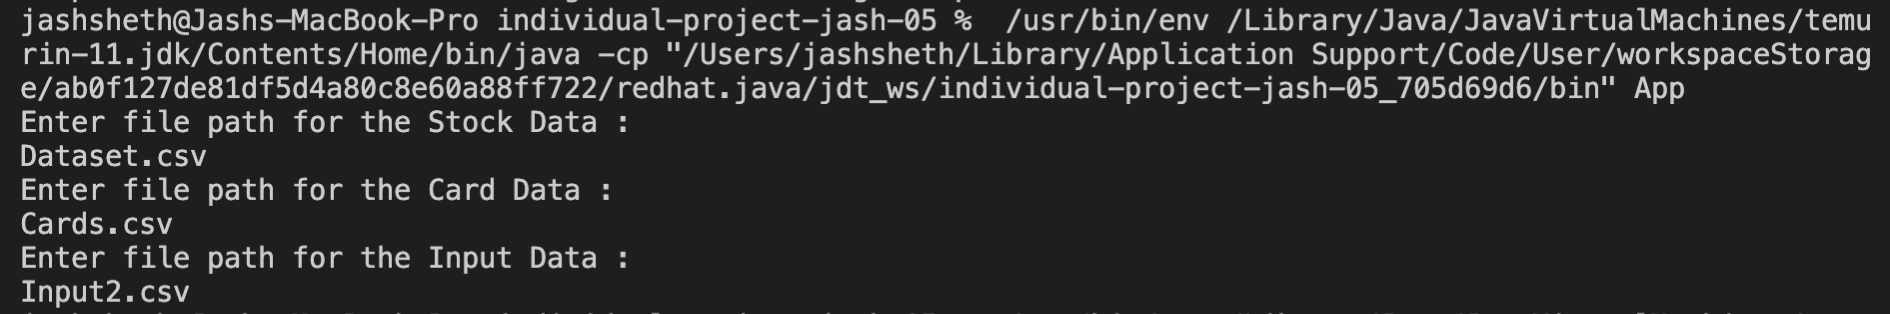 jashsheth@Jashs-MacBook-Pro individual-project-jash-05 %  /usr/bin/env /Library/Java/JavaVirtualMachines/temu
rin-11.jdk/Contents/Home/bin/java -cp "/Users/jashsheth/Library/Application Support/Code/User/workspaceStorag
e/ab0f127de81df5d4a80c8e60a88ff722/redhat.java/jdt_ws/individual-project-jash-05_705d69d6/bin" App
Enter file path for the Stock Data :
Dataset.csv
Enter file path for the Card Data :
Cards.csv
Enter file path for the Input Data :
Input2.csv